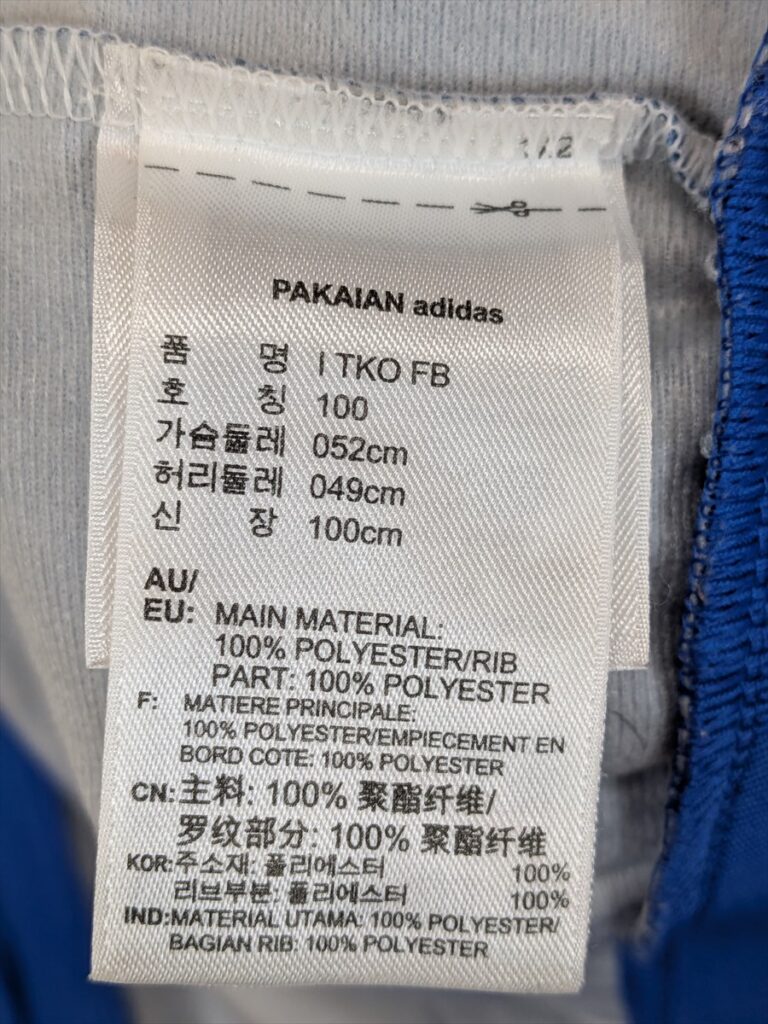 1/2
PAKAIAN adidas
품 명 I TKO FB
호 칭 100
가슴둘레 052cm
허리둘레 049cm
신 장 100cm
AU/
EU: MAIN MATERIAL:
100% POLYESTER/RIB
PART: 100% POLYESTER
F: MATIERE PRINCIPALE:
100% POLYESTER/EMPIECEMENT EN
BORD COTE: 100% POLYESTER
CN: 主料: 100% 聚酯纤维/
罗纹部分: 100% 聚酯纤维
KOR: 주소재: 폴리에스터 100%
리브부분: 폴리에스터 100%
IND: MATERIAL UTAMA: 100% POLYESTER/
BAGIAN RIB: 100% POLYESTER